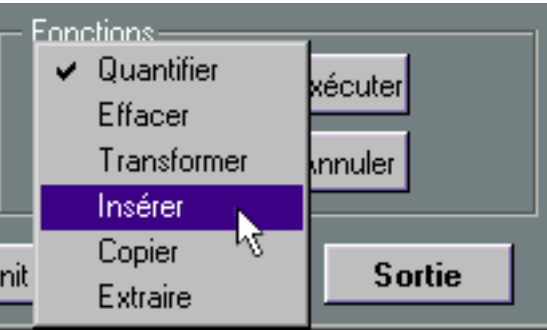 Fonctions
Quantifier
xécuter
Effacer
Transformer
nnuler
Insérer
Copier
nit
Sortie
Extraire